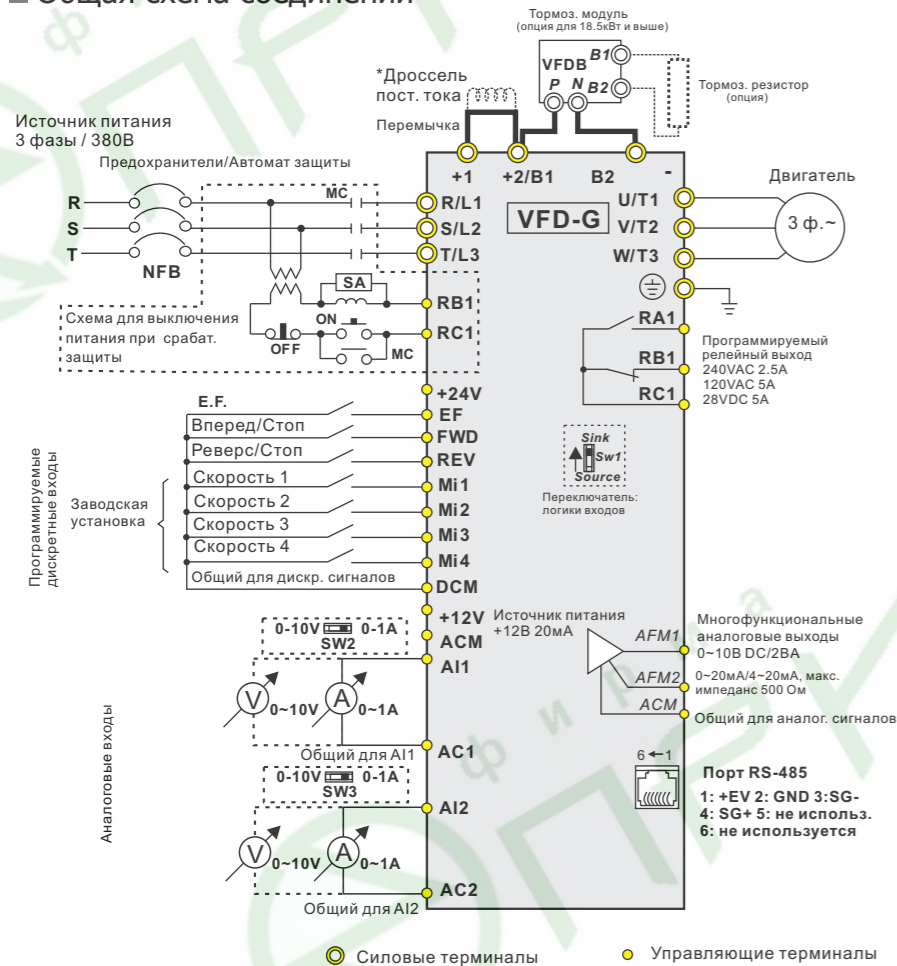 Общая схема соединений
Тормоз. модуль
(опция для 18.5кВт и выше)
VFDB
B1
B2
P
N
Тормоз. резистор
(опция)
*Дроссель
пост. тока
Перемычка
Источник питания
3 фазы / 380В
Предохранители/Автомат защиты
+1
+2/B1
B2
-
R
S
T
NFB
MC
R/L1
S/L2
T/L3
VFD-G
U/T1
V/T2
W/T3
Двигатель
3 ф.~
SA
ON
OFF
MC
RB1
RC1
Схема для выключения
питания при срабат.
защиты
RA1
RB1
RC1
Программируемый
релейный выход
240VAC 2.5A
120VAC 5A
28VDC 5A
+24V
E.F.
EF
Вперед/Стоп
FWD
Реверс/Стоп
REV
Скорость 1
Mi1
Скорость 2
Mi2
Скорость 3
Mi3
Скорость 4
Mi4
Общий для дискр. сигналов
DCM
Программируемые
дискретные входы
Заводская
установка
Sink
Sw1
Source
Переключатель:
логики входов
+12V
Источник питания
+12В 20мА
ACM
0-10V
0-1A
SW2
AI1
V
0~10V
A
0~1A
Общий для AI1
AC1
0-10V
0-1A
SW3
AI2
V
0~10V
A
0~1A
Общий для AI2
AC2
Аналоговые входы
AFM1
AFM2
ACM
Многофункциональные
аналоговые выходы
0~10В DC/2ВА
0~20мА/4~20мА, макс.
импеданс 500 Ом
Общий для аналог. сигналов
6←1
Порт RS-485
1: +EV 2: GND 3:SG-
4: SG+ 5: не использ.
6: не используется
Силовые терминалы
Управляющие терминалы
фирма